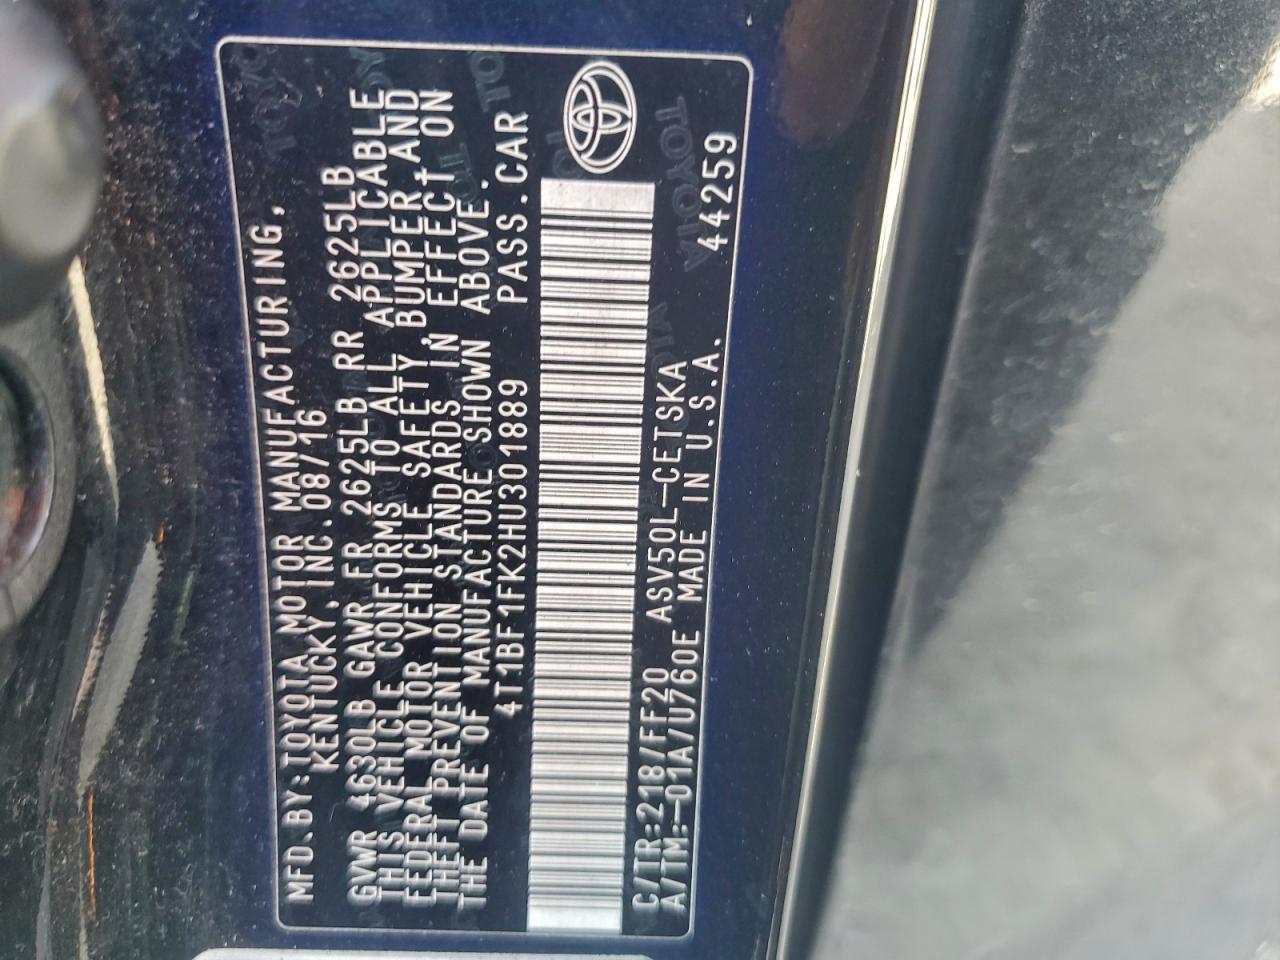 MFD.BY:TOYOTA MOTOR MANUFACTURING,
KENTUCKY,INC.08/16
GVWR 4630LB GAWR FR 2625LB RR 2625LB
THIS VEHICLE CONFORMS TO ALL APPLICABLE
FEDERAL MOTOR VEHICLE SAFETY,BUMPER,AND
THEFT PREVENTION STANDARDS IN EFFECT ON
THE DATE OF MANUFACTURE SHOWN ABOVE.
4T1BF1FK2HU301889 PASS.CAR
C/TR:218/FF20 ASV50L-CETSKA
A/TM:-01A/U760E MADE IN U.S.A. 44259
TOYOTA